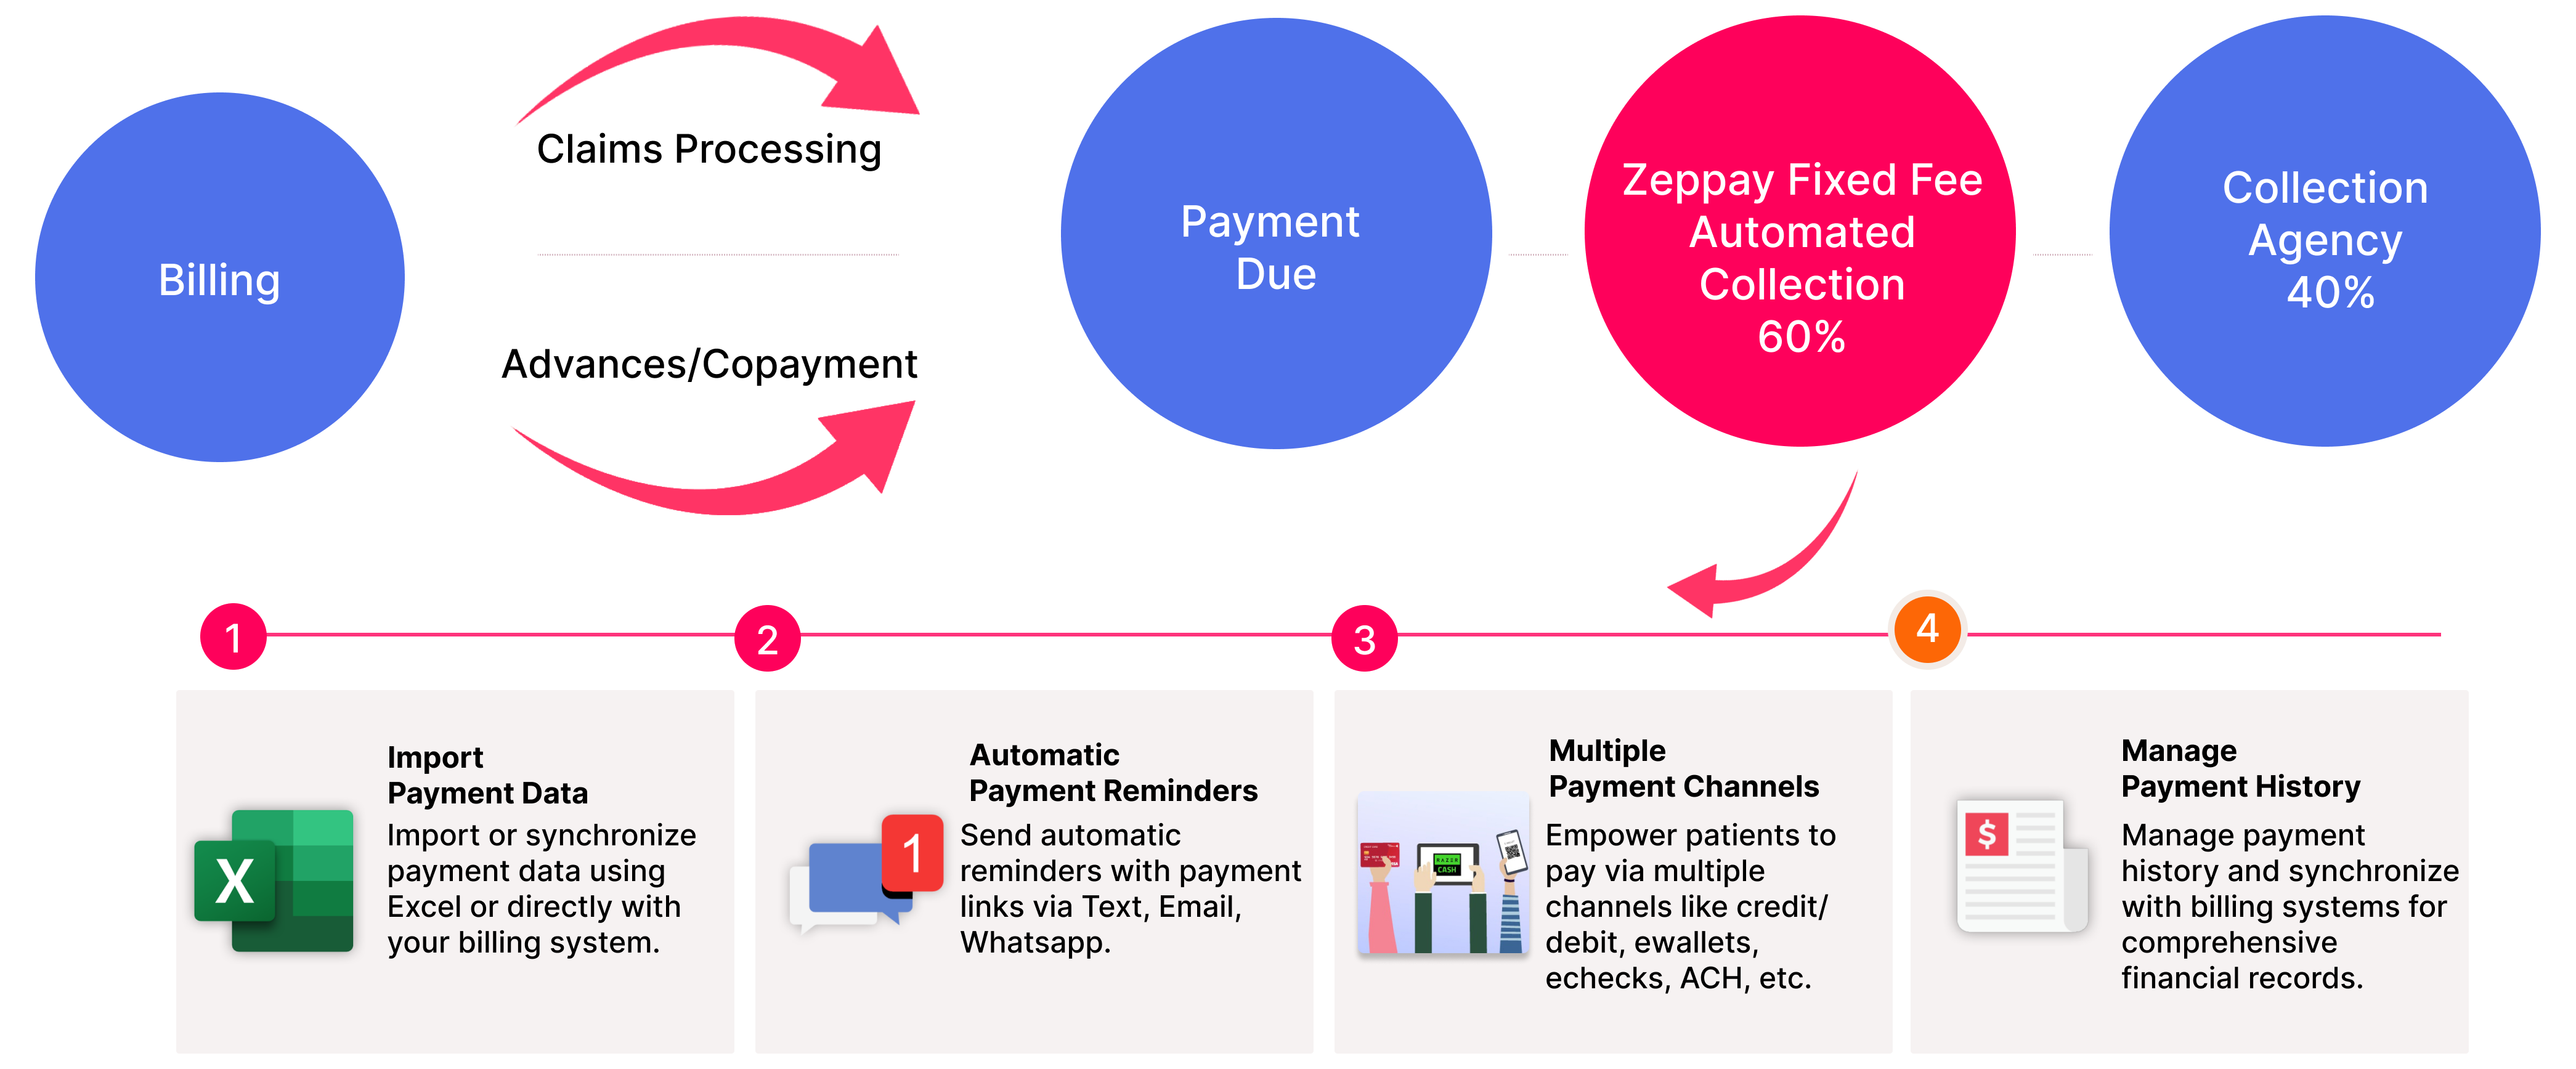 Billing
Claims Processing
Advances/Copayment
Payment
Due
Zeppay Fixed Fee
Automated
Collection
60%
Collection
Agency
40%
1
2
3
4
Import
Payment Data
Import or synchronize
payment data using
Excel or directly with
your billing system.
X
Automatic
Payment Reminders
Send automatic
reminders with payment
links via Text, Email,
Whatsapp.
1
Multiple
Payment Channels
Empower patients to
pay via multiple
channels like credit/
debit, ewallets,
echecks, ACH, etc.
RAZER
CASH
Manage
Payment History
Manage payment
history and synchronize
with billing systems for
comprehensive
financial records.
$